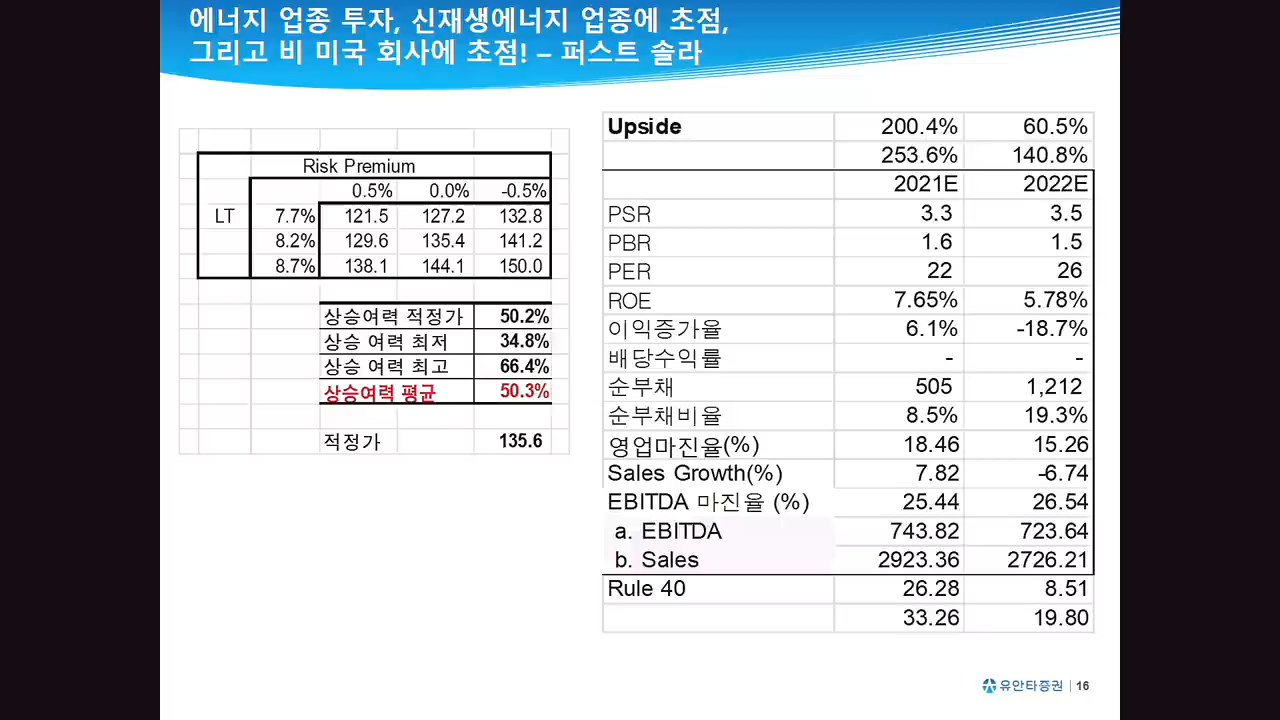 에너지 업종 투자, 신재생에너지 업종에 초점,
그리고 비 미국 회사에 초점! – 퍼스트 솔라
Risk Premium
0.5% 0.0% -0.5%
LT 7.7% 121.5 127.2 132.8
8.2% 129.6 135.4 141.2
8.7% 138.1 144.1 150.0
상승여력 적정가 50.2%
상승 여력 최저 34.8%
상승 여력 최고 66.4%
상승여력 평균 50.3%
적정가 135.6
Upside 200.4% 60.5%
253.6% 140.8%
2021E 2022E
PSR 3.3 3.5
PBR 1.6 1.5
PER 22 26
ROE 7.65% 5.78%
이익증가율 6.1% -18.7%
배당수익률 - -
순부채 505 1,212
순부채비율 8.5% 19.3%
영업마진율(%) 18.46 15.26
Sales Growth(%) 7.82 -6.74
EBITDA 마진율 (%) 25.44 26.54
a. EBITDA 743.82 723.64
b. Sales 2923.36 2726.21
Rule 40 26.28 8.51
33.26 19.80
유안타증권 | 16